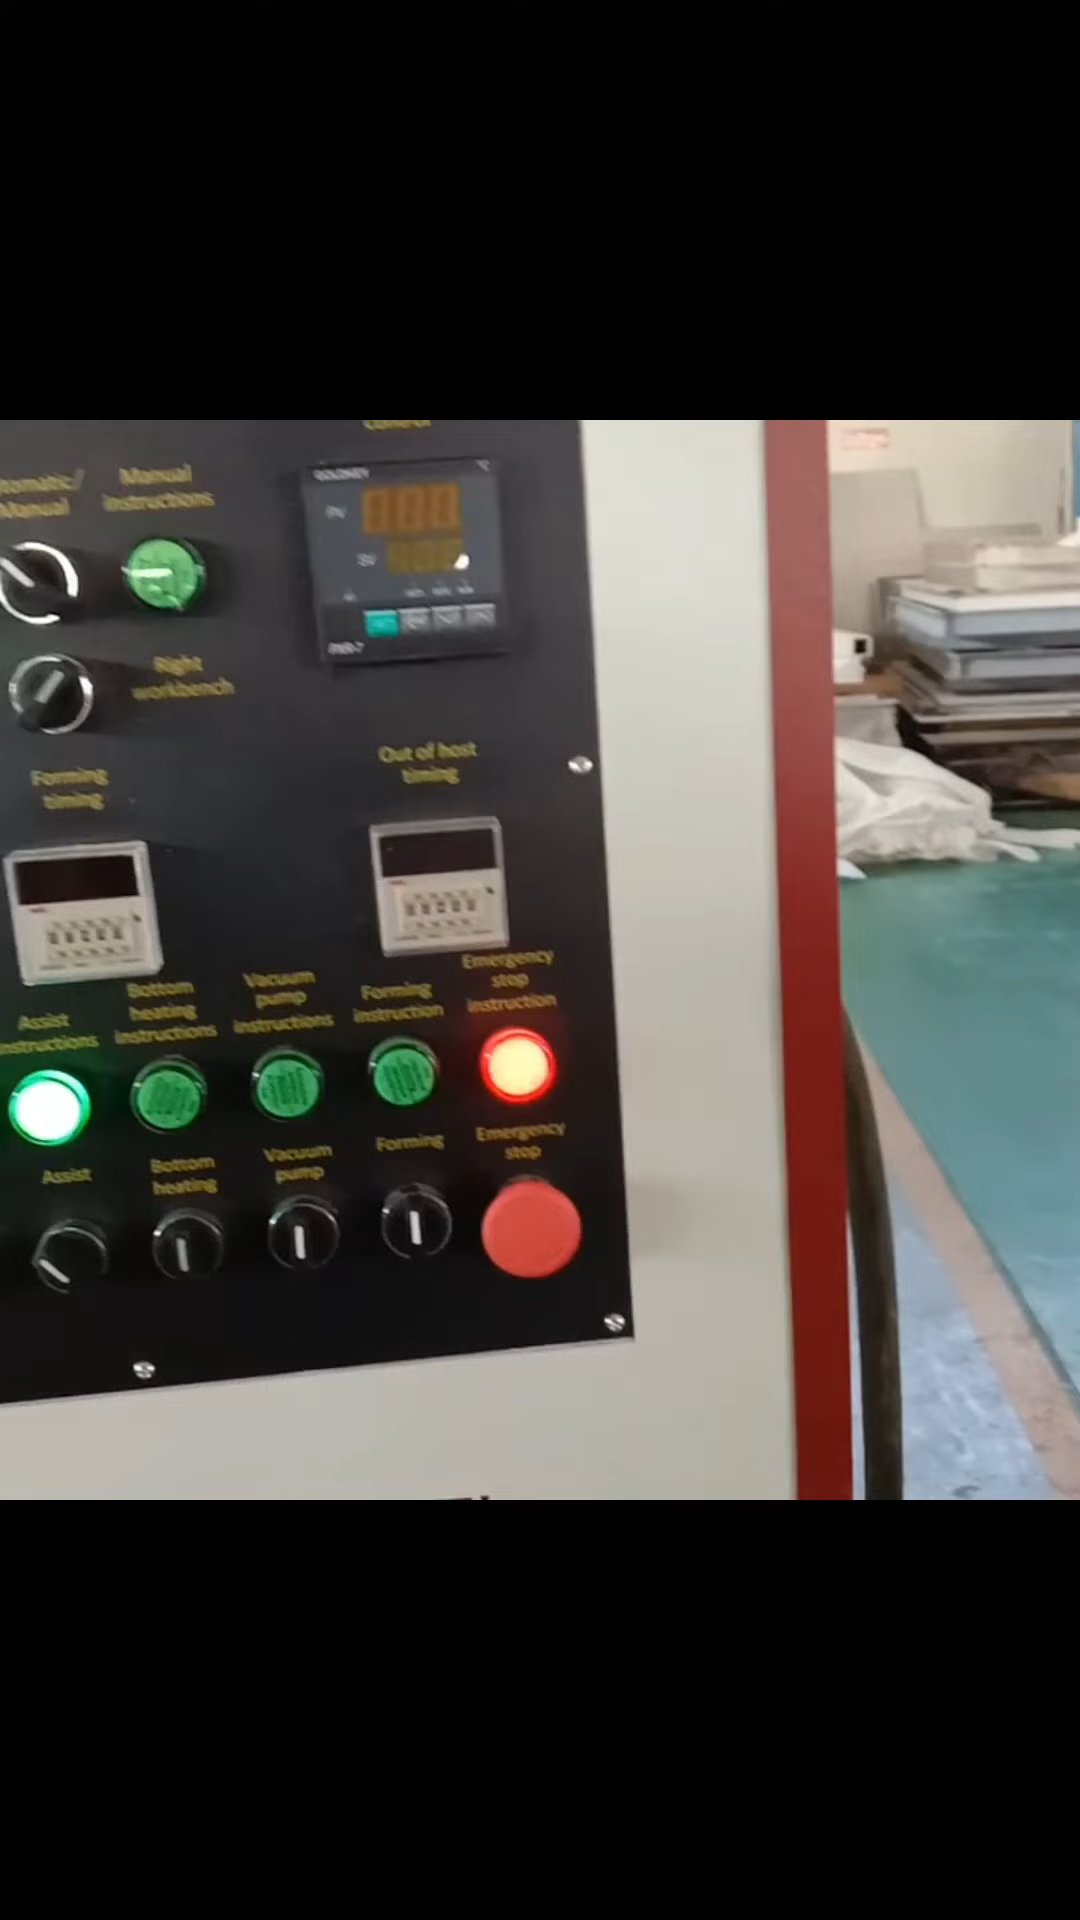 Control
Automatic/
Manual
Manual
instructions
PV
SV
Right
workbench
Forming
timing
Out of host
timing
Assist
instructions
Bottom
heating
instructions
Vacuum
pump
instructions
Forming
instruction
Emergency
stop
instruction
Assist
Bottom
heating
Vacuum
pump
Forming
Emergency
stop